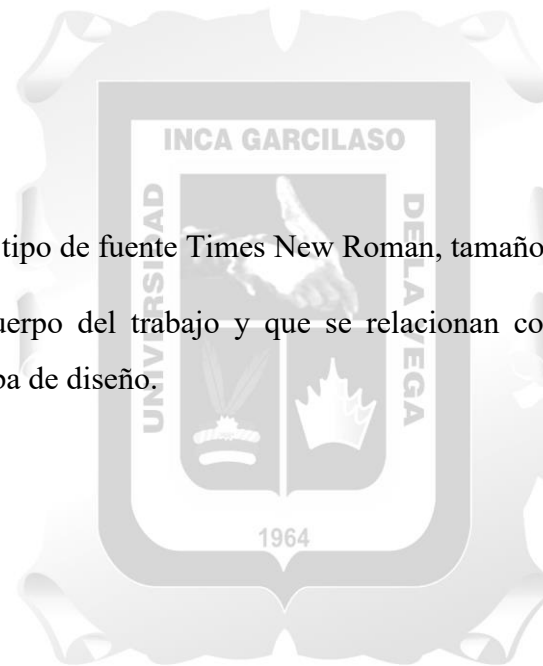 INCA GARCILASO
UNIVERSIDAD
DE LA VEGA
tipo de fuente Times New Roman, tamaño
uerpo del trabajo y que se relacionan co
ba de diseño.
1964